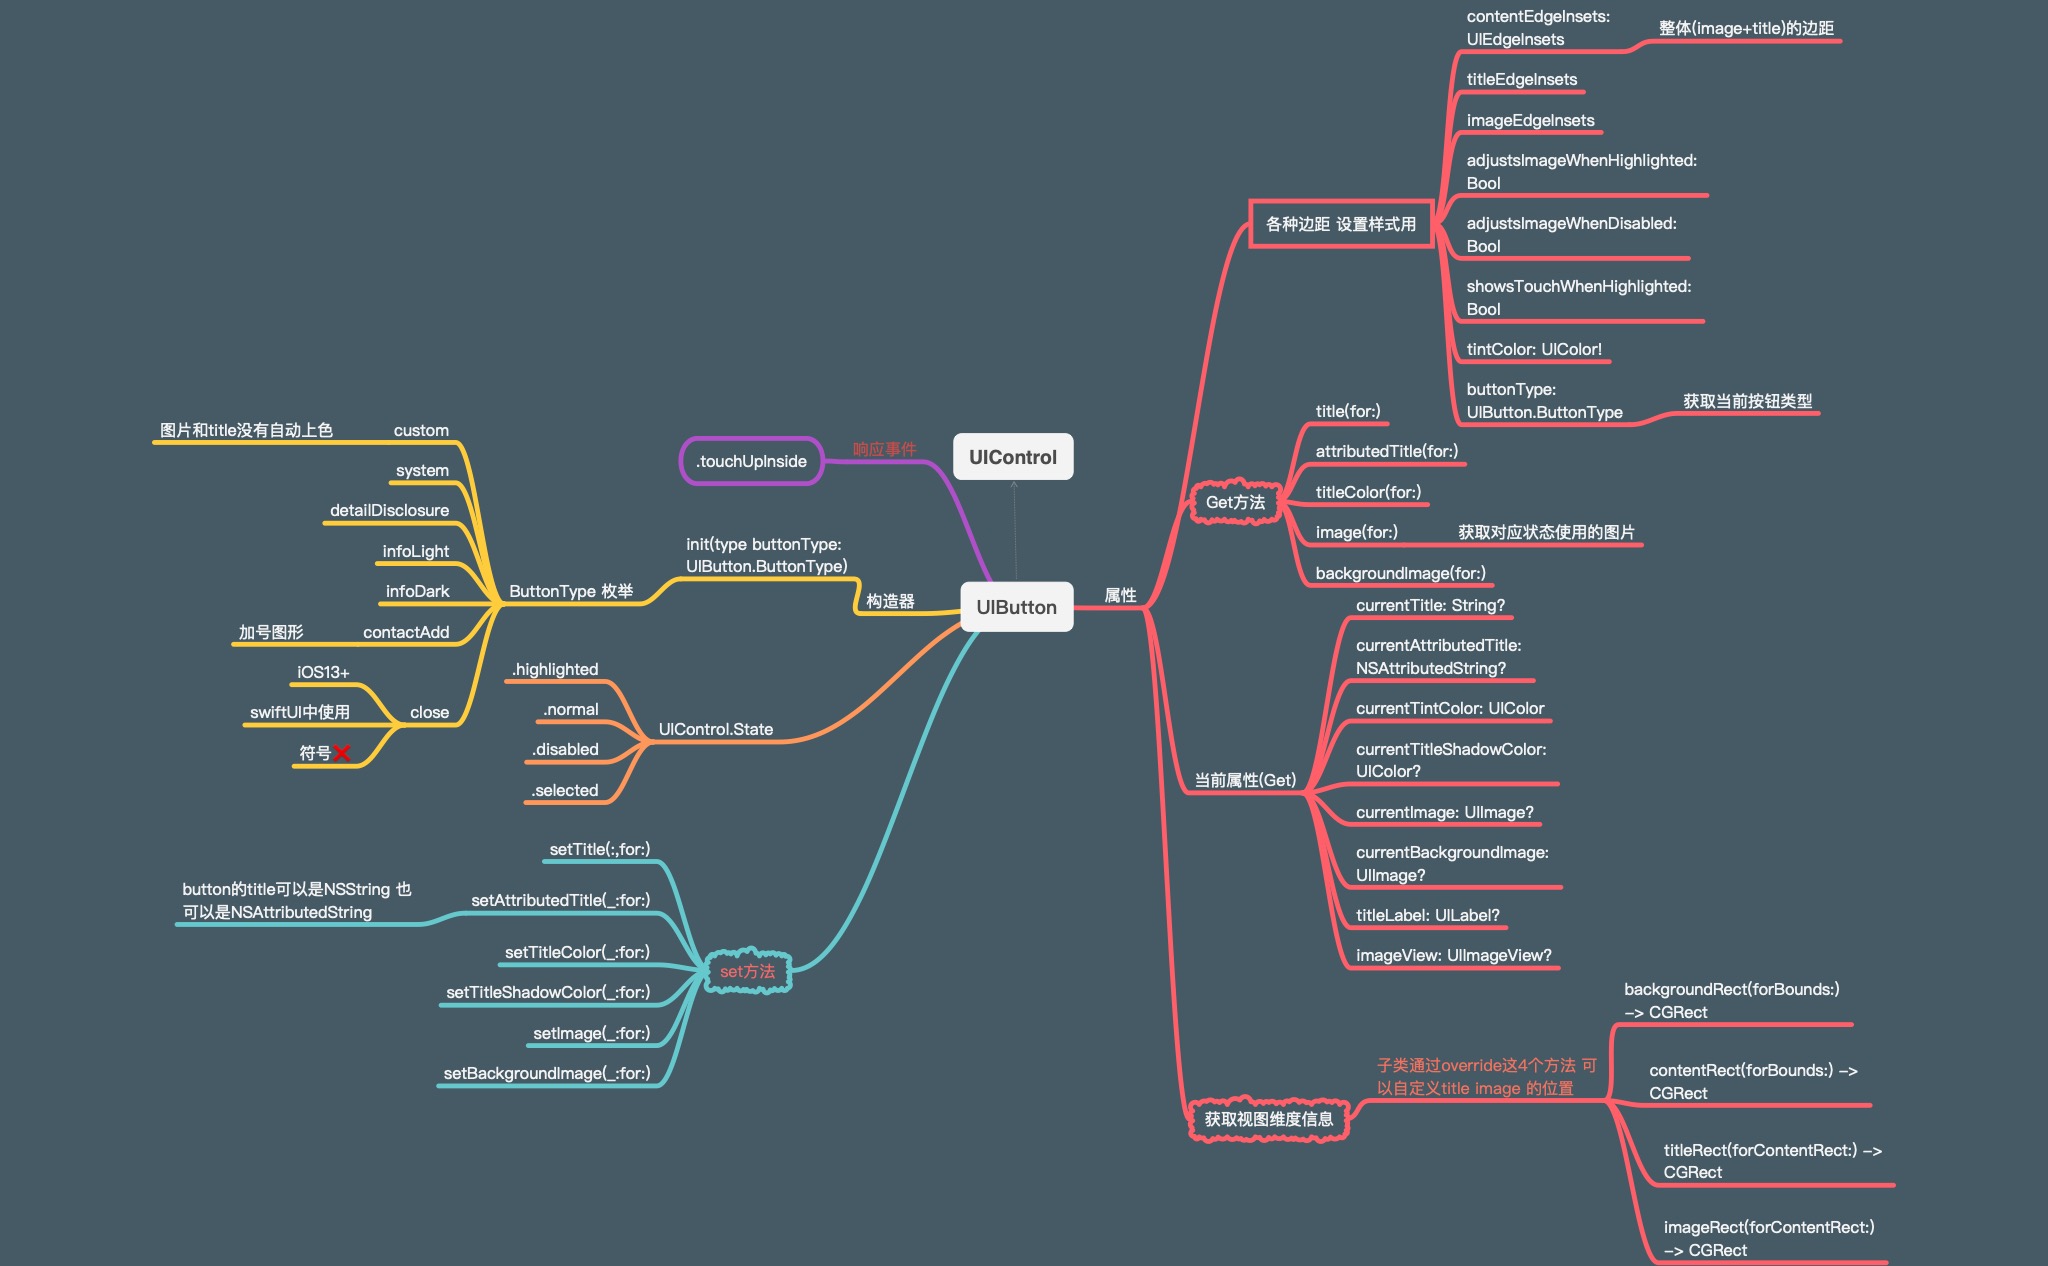 UIControl
UIButton
响应事件
.touchUpInside
构造器
init(type buttonType:
UIButton.ButtonType)
ButtonType 枚举
custom
图片和title没有自动上色
system
detailDisclosure
infoLight
infoDark
contactAdd
加号图形
close
iOS13+
swiftUI中使用
符号❌
UIControl.State
.highlighted
.normal
.disabled
.selected
set方法
setTitle(:,for:)
setAttributedTitle(_:for:)
button的title可以是NSString 也
可以是NSAttributedString
setTitleColor(_:for:)
setTitleShadowColor(_:for:)
setImage(_:for:)
setBackgroundImage(_:for:)
属性
各种边距 设置样式用
contentEdgeInsets:
UIEdgeInsets
整体(image+title)的边距
titleEdgeInsets
imageEdgeInsets
adjustsImageWhenHighlighted:
Bool
adjustsImageWhenDisabled:
Bool
showsTouchWhenHighlighted:
Bool
tintColor: UIColor!
buttonType:
UIButton.ButtonType
获取当前按钮类型
Get方法
title(for:)
attributedTitle(for:)
titleColor(for:)
image(for:)
获取对应状态使用的图片
backgroundImage(for:)
当前属性(Get)
currentTitle: String?
currentAttributedTitle:
NSAttributedString?
currentTintColor: UIColor
currentTitleShadowColor:
UIColor?
currentImage: UIImage?
currentBackgroundImage:
UIImage?
titleLabel: UILabel?
imageView: UIImageView?
获取视图维度信息
子类通过override这4个方法 可
以自定义title image 的位置
backgroundRect(forBounds:)
-> CGRect
contentRect(forBounds:) ->
CGRect
titleRect(forContentRect:) ->
CGRect
imageRect(forContentRect:)
-> CGRect